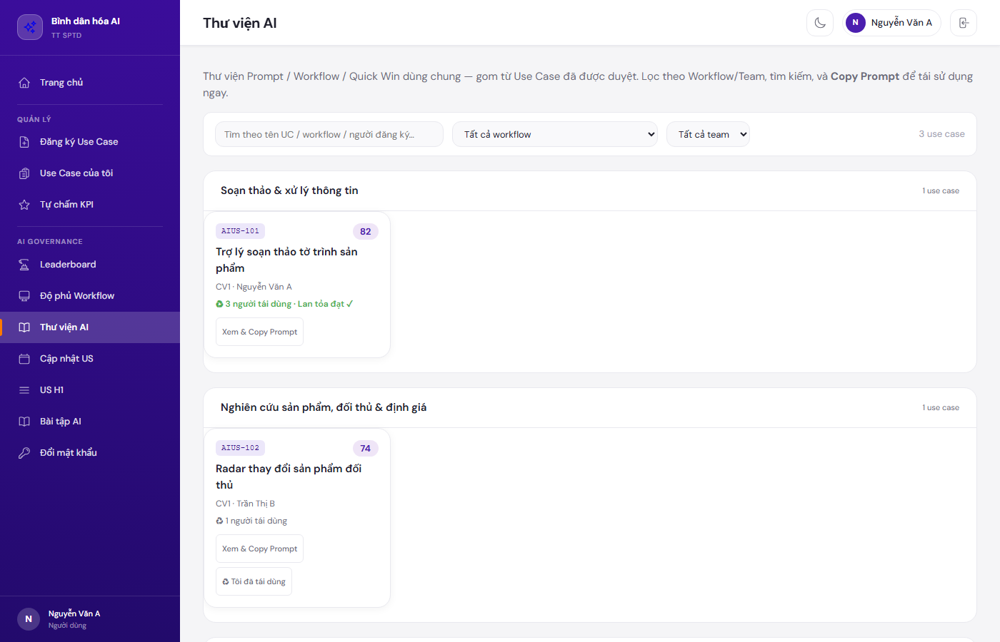 Bình dân hóa AI
TT SPTD
Trang chủ
QUẢN LÝ
Đăng ký Use Case
Use Case của tôi
Tự chấm KPI
AI GOVERNANCE
Leaderboard
Độ phủ Workflow
Thư viện AI
Cập nhật US
US H1
Bài tập AI
Đổi mật khẩu
N
Nguyễn Văn A
Người dùng
Thư viện AI
N
Nguyễn Văn A
Thư viện Prompt / Workflow / Quick Win dùng chung — gom từ Use Case đã được duyệt. Lọc theo Workflow/Team, tìm kiếm, và Copy Prompt để tái sử dụng
ngay.
Tìm theo tên UC / workflow / người đăng ký...
Tất cả workflow
Tất cả team
3 use case
Soạn thảo & xử lý thông tin
1 use case
AIUS-101
82
Trợ lý soạn thảo tờ trình sản
phẩm
CV1 · Nguyễn Văn A
♻ 3 người tái dùng · Lan tỏa đạt ✓
Xem & Copy Prompt
Nghiên cứu sản phẩm, đối thủ & định giá
1 use case
AIUS-102
74
Radar thay đổi sản phẩm đối
thủ
CV1 · Trần Thị B
♻ 1 người tái dùng
Xem & Copy Prompt
♻ Tôi đã tái dùng